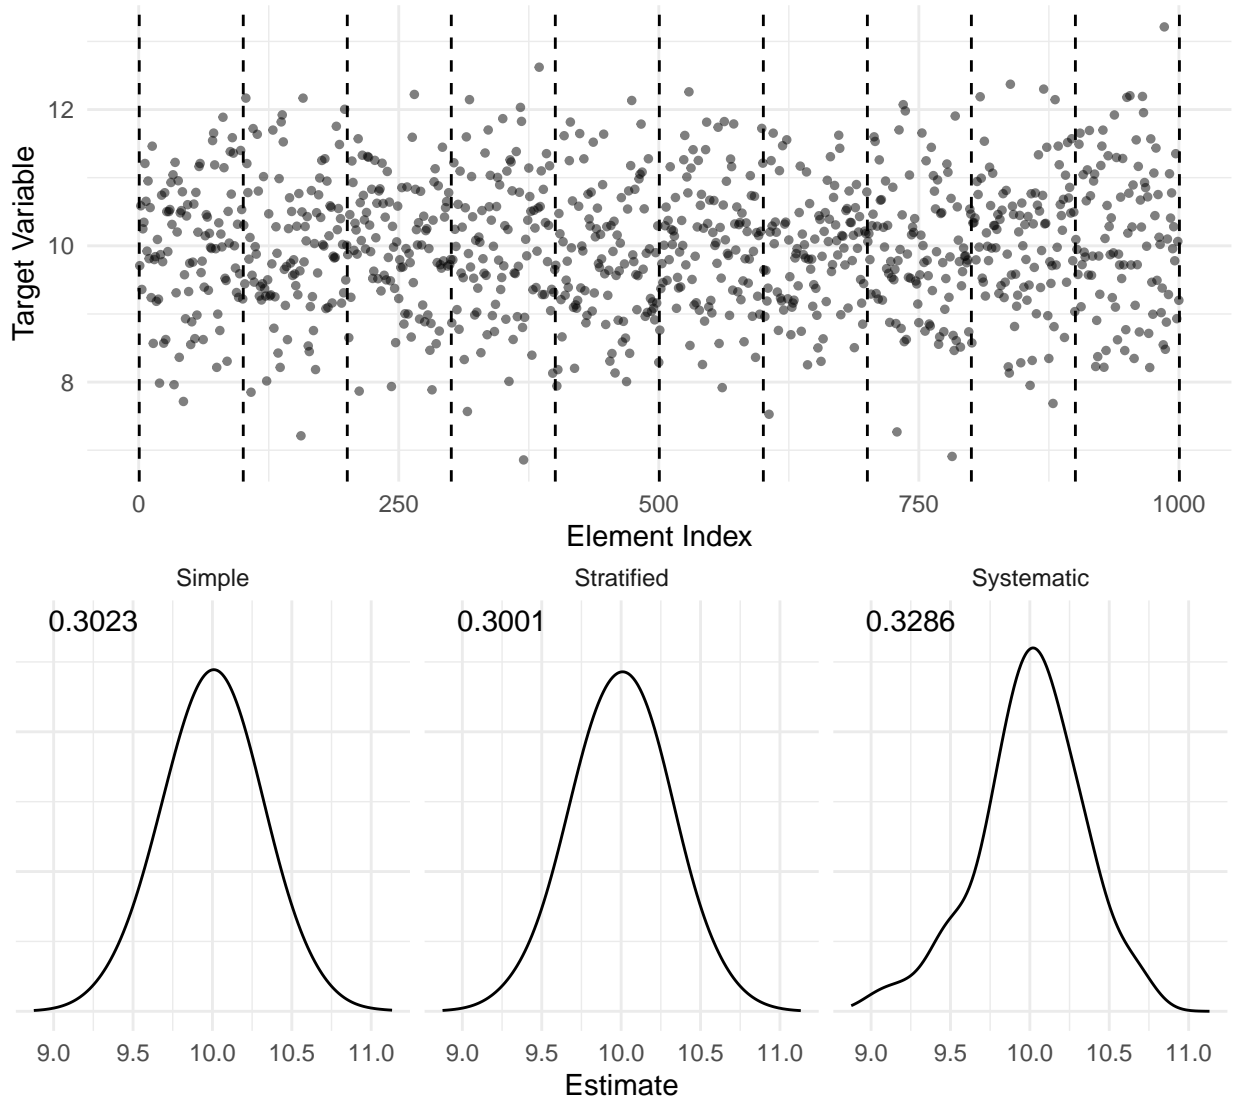 Target Variable
12
10
8
0 250 500 750 1000
Element Index
Simple Stratified Systematic
0.3023 0.3001 0.3286
9.0 9.5 10.0 10.5 11.0 9.0 9.5 10.0 10.5 11.0 9.0 9.5 10.0 10.5 11.0
Estimate